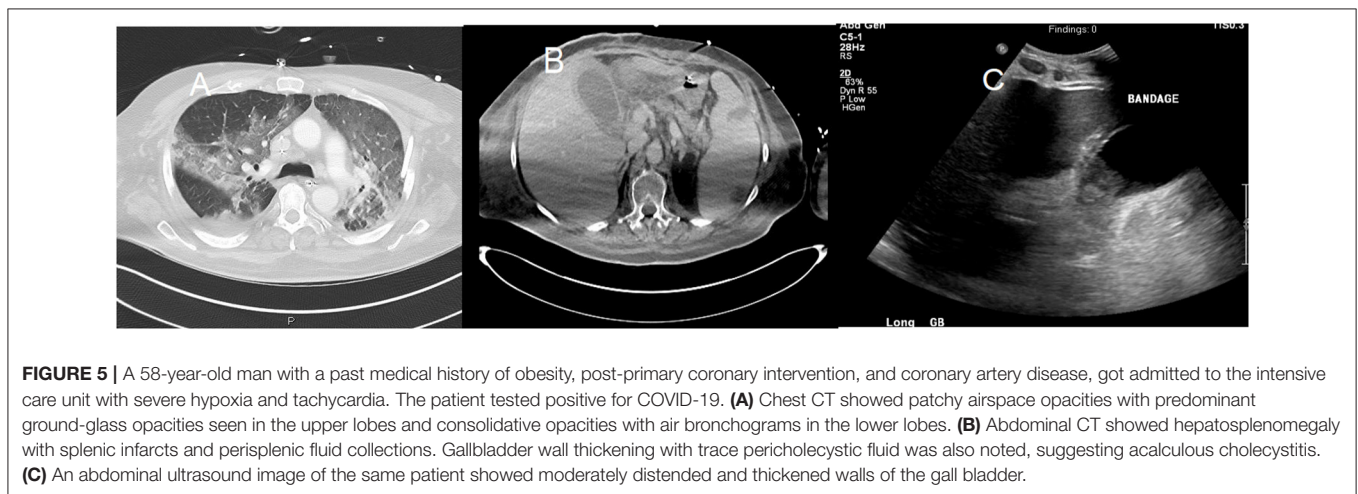 A
P
B
Abd Gen
C5-1
28Hz
RS
2D
63%
Dyn R 55
P Low
HGen
Findings: 0
TIS0.3
C
BANDAGE
Long GB
FIGURE 5 | A 58-year-old man with a past medical history of obesity, post-primary coronary intervention, and coronary artery disease, got admitted to the intensive
care unit with severe hypoxia and tachycardia. The patient tested positive for COVID-19. (A) Chest CT showed patchy airspace opacities with predominant
ground-glass opacities seen in the upper lobes and consolidative opacities with air bronchograms in the lower lobes. (B) Abdominal CT showed hepatosplenomegaly
with splenic infarcts and perisplenic fluid collections. Gallbladder wall thickening with trace pericholecystic fluid was also noted, suggesting acalculous cholecystitis.
(C) An abdominal ultrasound image of the same patient showed moderately distended and thickened walls of the gall bladder.